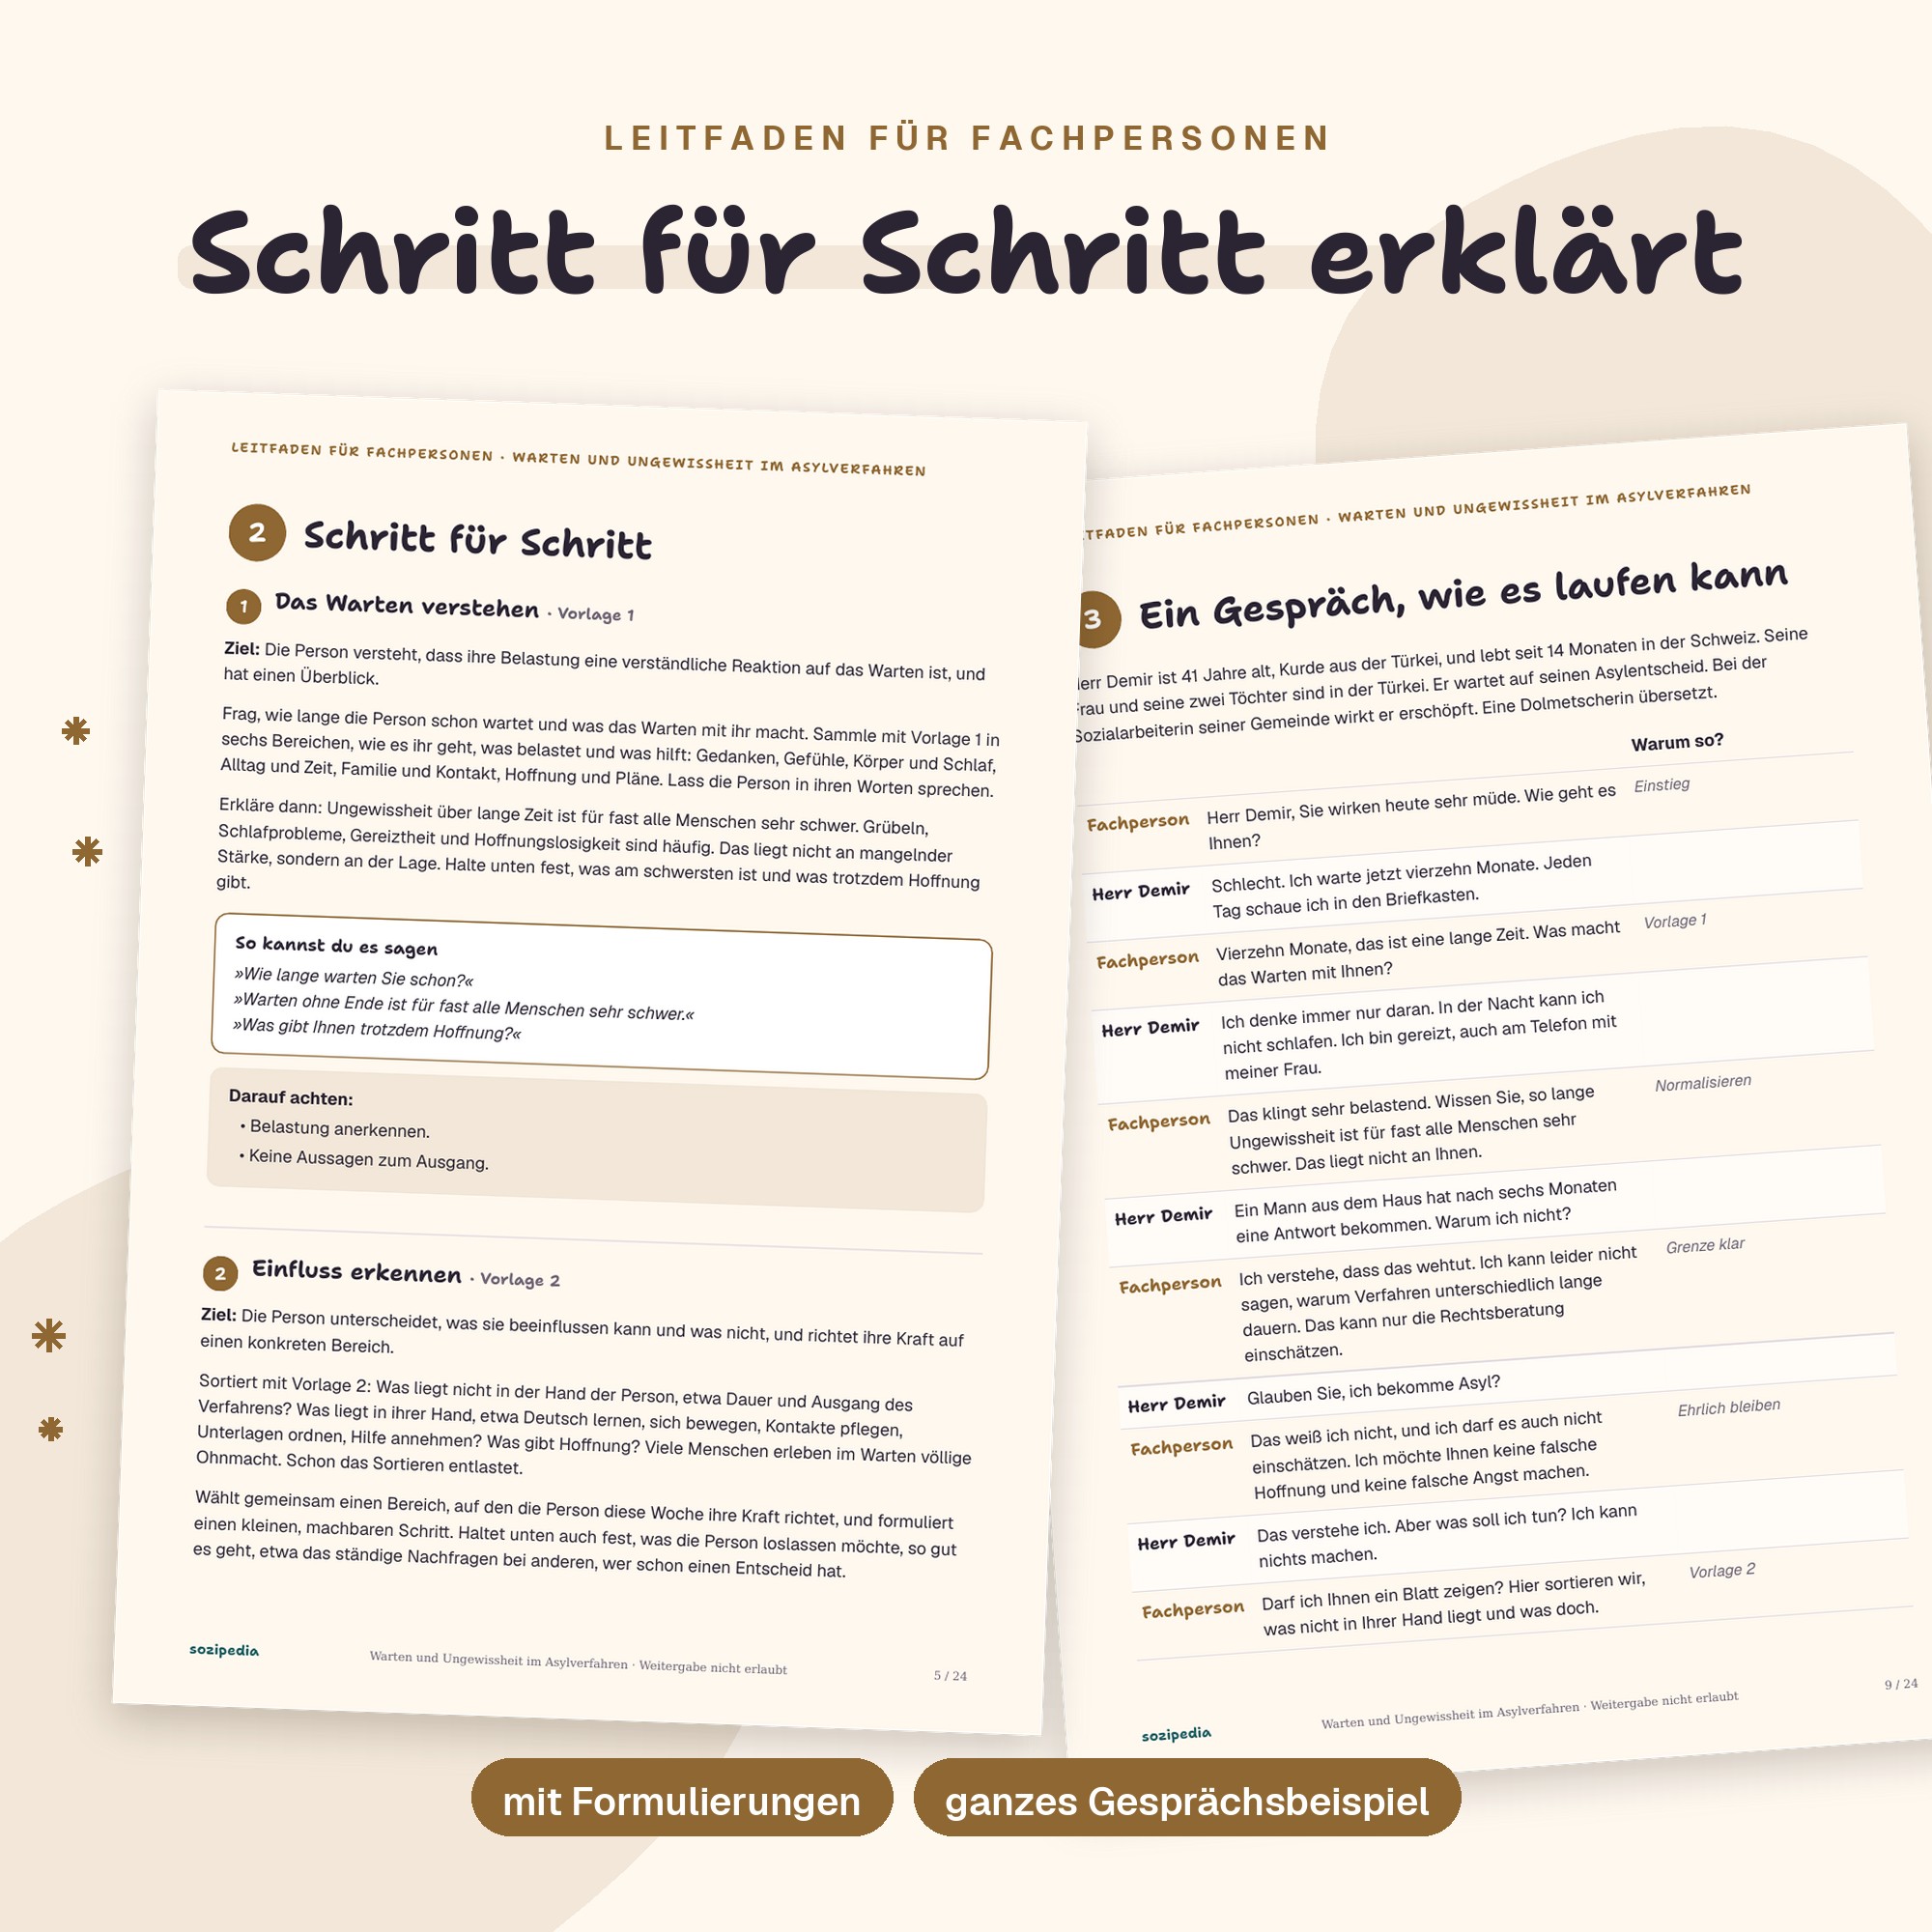 LEITFADEN FÜR FACHPERSONEN
Schritt für Schritt erklärt
LEITFADEN FÜR FACHPERSONEN · WARTEN UND UNGEWISSHEIT IM ASYLVERFAHREN
2 Schritt für Schritt
1 Das Warten verstehen · Vorlage 1
Ziel: Die Person versteht, dass ihre Belastung eine verständliche Reaktion auf das Warten ist, und
hat einen Überblick.
Frag, wie lange die Person schon wartet und was das Warten mit ihr macht. Sammle mit Vorlage 1 in
sechs Bereichen, wie es ihr geht, was belastet und was hilft: Gedanken, Gefühle, Körper und Schlaf,
Alltag und Zeit, Familie und Kontakt, Hoffnung und Pläne. Lass die Person in ihren Worten sprechen.
Erkläre dann: Ungewissheit über lange Zeit ist für fast alle Menschen sehr schwer. Grübeln,
Schlafprobleme, Gereiztheit und Hoffnungslosigkeit sind häufig. Das liegt nicht an mangelnder
Stärke, sondern an der Lage. Halte unten fest, was am schwersten ist und was trotzdem Hoffnung
gibt.
So kannst du es sagen
»Wie lange warten Sie schon?«
»Warten ohne Ende ist für fast alle Menschen sehr schwer.«
»Was gibt Ihnen trotzdem Hoffnung?«
Darauf achten:
• Belastung anerkennen.
• Keine Aussagen zum Ausgang.
2 Einfluss erkennen · Vorlage 2
Ziel: Die Person unterscheidet, was sie beeinflussen kann und was nicht, und richtet ihre Kraft auf
einen konkreten Bereich.
Sortiert mit Vorlage 2: Was liegt nicht in der Hand der Person, etwa Dauer und Ausgang des
Verfahrens? Was liegt in ihrer Hand, etwa Deutsch lernen, sich bewegen, Kontakte pflegen,
Unterlagen ordnen, Hilfe annehmen? Was gibt Hoffnung? Viele Menschen erleben im Warten völlige
Ohnmacht. Schon das Sortieren entlastet.
Wählt gemeinsam einen Bereich, auf den die Person diese Woche ihre Kraft richtet, und formuliert
einen kleinen, machbaren Schritt. Haltet unten auch fest, was die Person loslassen möchte, so gut
es geht, etwa das ständige Nachfragen bei anderen, wer schon einen Entscheid hat.
sozipedia Warten und Ungewissheit im Asylverfahren · Weitergabe nicht erlaubt 5 / 24
TFADEN FÜR FACHPERSONEN · WARTEN UND UNGEWISSHEIT IM ASYLVERFAHREN
3 Ein Gespräch, wie es laufen kann
Herr Demir ist 41 Jahre alt, Kurde aus der Türkei, und lebt seit 14 Monaten in der Schweiz. Seine
Frau und seine zwei Töchter sind in der Türkei. Er wartet auf seinen Asylentscheid. Bei der
Sozialarbeiterin seiner Gemeinde wirkt er erschöpft. Eine Dolmetscherin übersetzt.
Warum so?
Fachperson Herr Demir, Sie wirken heute sehr müde. Wie geht es Einstieg
Ihnen?
Herr Demir Schlecht. Ich warte jetzt vierzehn Monate. Jeden
Tag schaue ich in den Briefkasten.
Fachperson Vierzehn Monate, das ist eine lange Zeit. Was macht Vorlage 1
das Warten mit Ihnen?
Herr Demir Ich denke immer nur daran. In der Nacht kann ich
nicht schlafen. Ich bin gereizt, auch am Telefon mit
meiner Frau.
Fachperson Das klingt sehr belastend. Wissen Sie, so lange Normalisieren
Ungewissheit ist für fast alle Menschen sehr
schwer. Das liegt nicht an Ihnen.
Herr Demir Ein Mann aus dem Haus hat nach sechs Monaten
eine Antwort bekommen. Warum ich nicht?
Fachperson Ich verstehe, dass das wehtut. Ich kann leider nicht Grenze klar
sagen, warum Verfahren unterschiedlich lange
dauern. Das kann nur die Rechtsberatung
einschätzen.
Herr Demir Glauben Sie, ich bekomme Asyl?
Fachperson Das weiß ich nicht, und ich darf es auch nicht Ehrlich bleiben
einschätzen. Ich möchte Ihnen keine falsche
Hoffnung und keine falsche Angst machen.
Herr Demir Das verstehe ich. Aber was soll ich tun? Ich kann
nichts machen.
Fachperson Darf ich Ihnen ein Blatt zeigen? Hier sortieren wir, Vorlage 2
was nicht in Ihrer Hand liegt und was doch.
sozipedia Warten und Ungewissheit im Asylverfahren · Weitergabe nicht erlaubt 9 / 24
mit Formulierungen
ganzes Gesprächsbeispiel